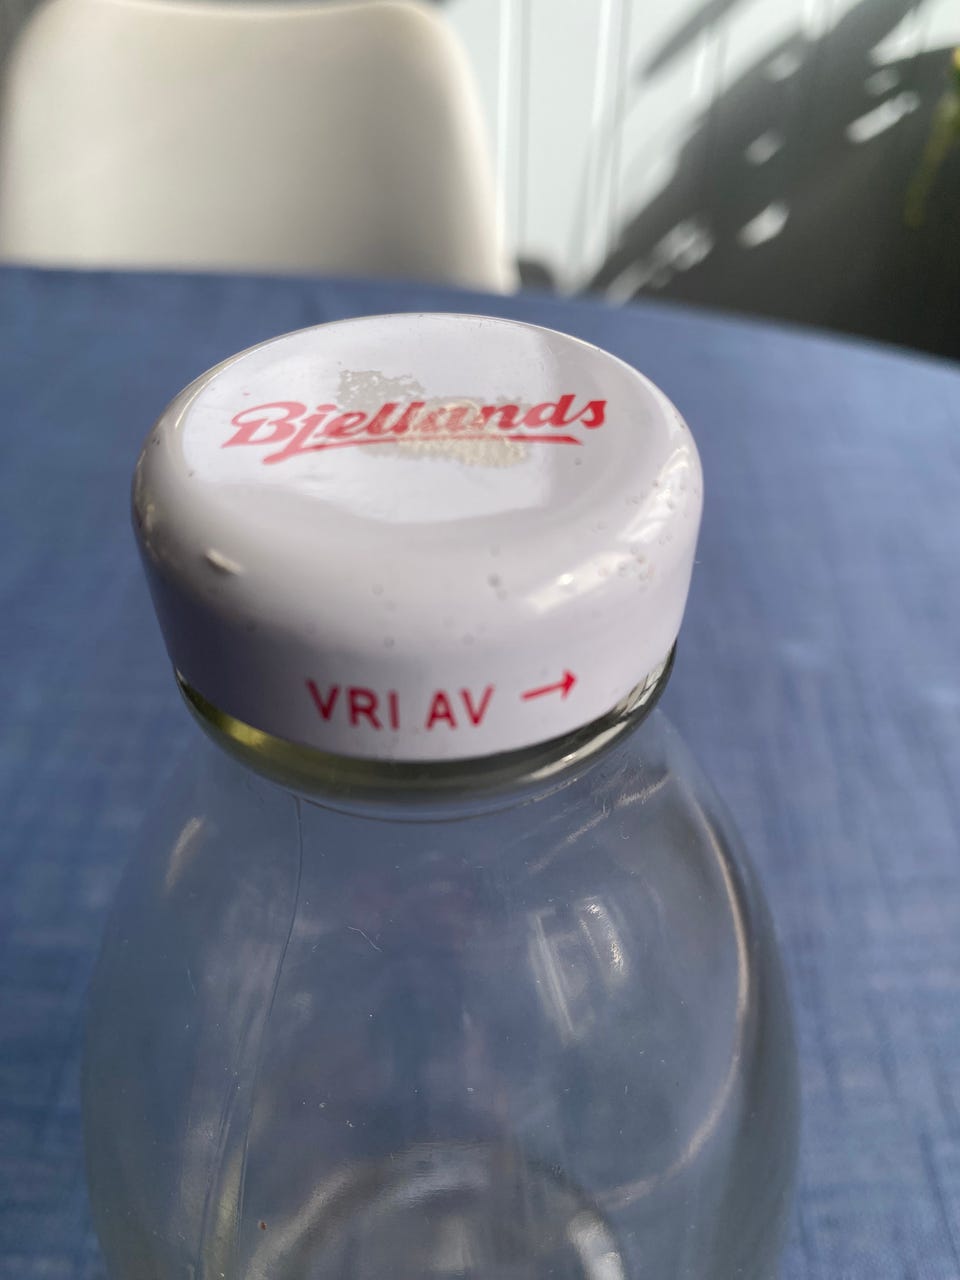 Bjellands
VRI AV →